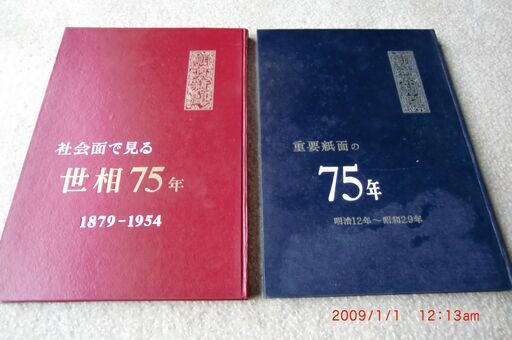 社会面で見る
世相75年
1879-1954
重要紙面の
75年
明治12年～昭和29年
2009/1/1 12:13am